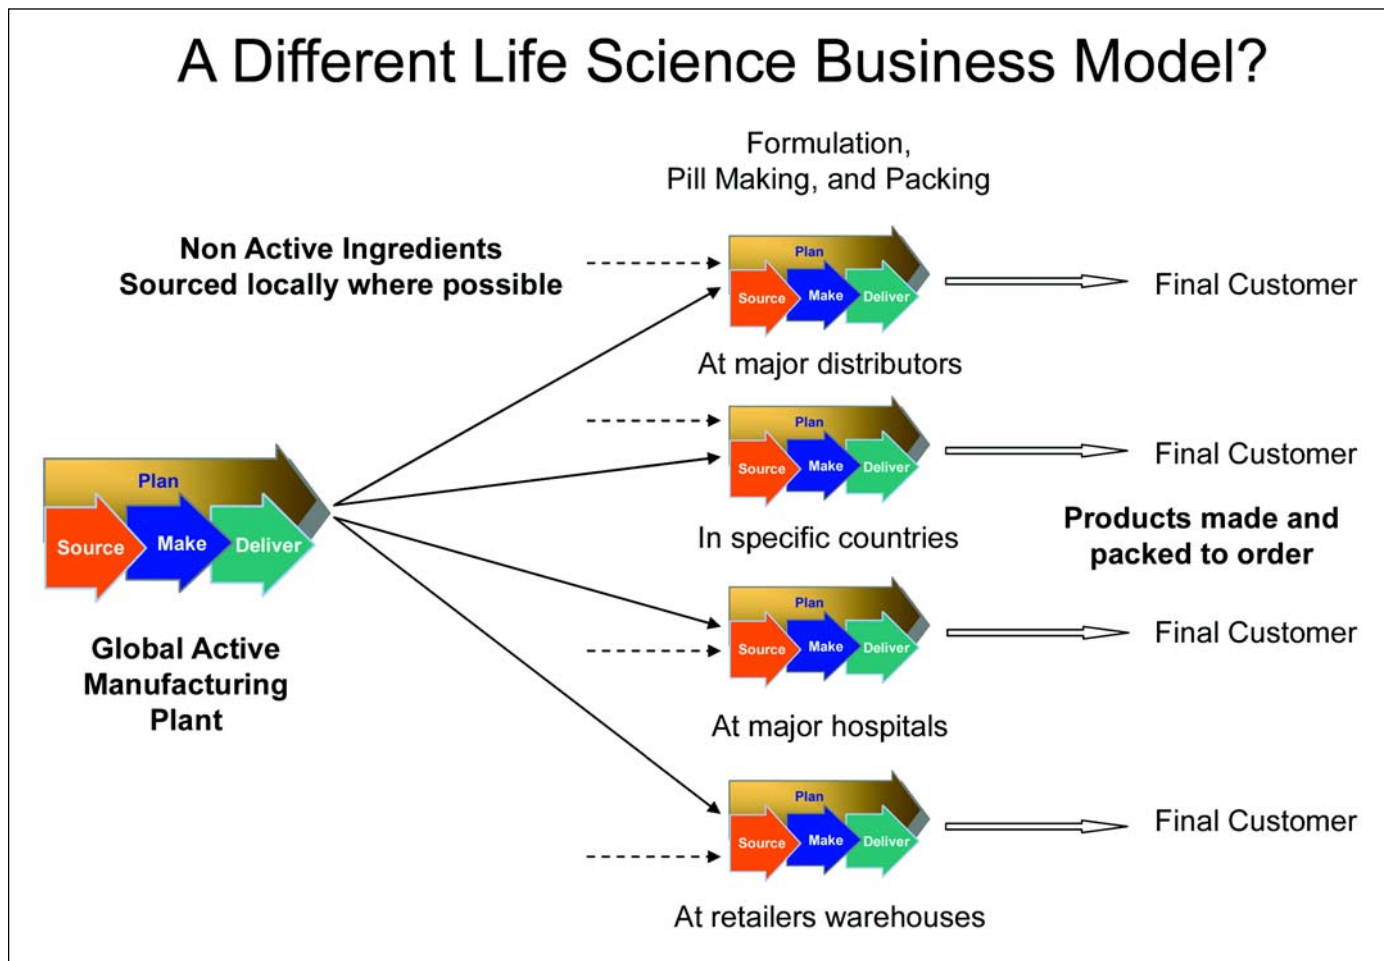 A Different Life Science Business Model?
Formulation,
Pill Making, and Packing
Non Active Ingredients
Sourced locally where possible
Plan
Source
Make
Deliver
Final Customer
At major distributors
Plan
Source
Make
Deliver
Final Customer
In specific countries
Products made and
packed to order
Plan
Source
Make
Deliver
Global Active
Manufacturing
Plant
Plan
Source
Make
Deliver
Final Customer
At major hospitals
Plan
Source
Make
Deliver
Final Customer
At retailers warehouses